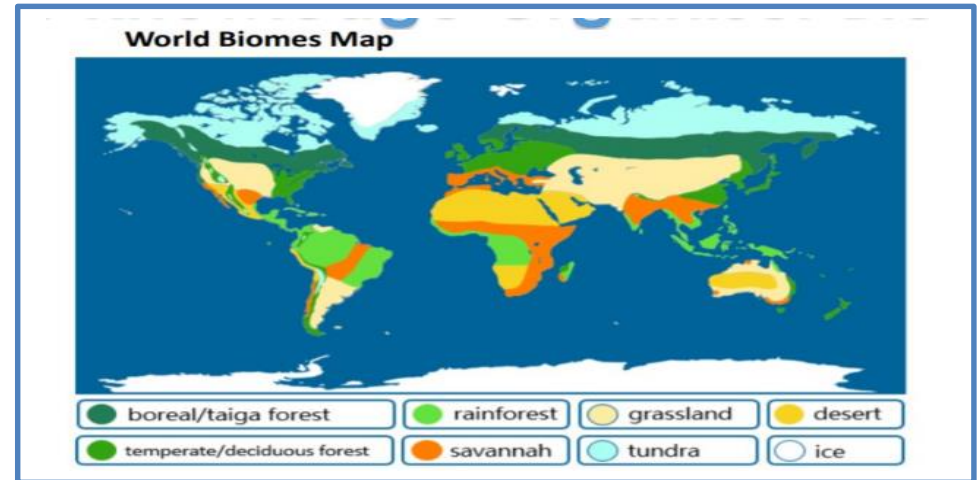 World Biomes Map
boreal/taiga forest rainforest grassland desert
temperate/deciduous forest savannah tundra ice